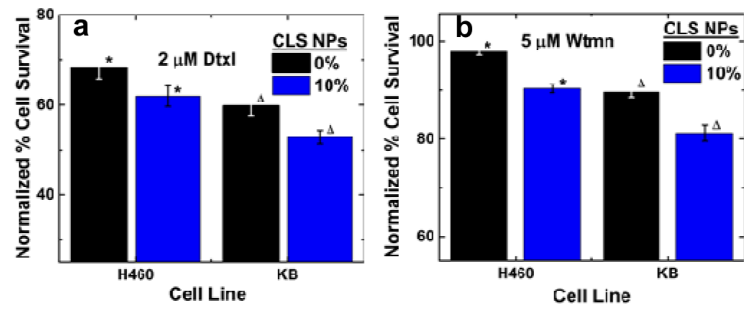 a
2 μM Dtxl
CLS NPs
0%
10%
Normalized % Cell Survival
80
60
40
* * Δ Δ
H460 KB
Cell Line
b
5 μM Wtmn
CLS NPs
0%
10%
Normalized % Cell Survival
100
80
60
* * Δ Δ
H460 KB
Cell Line